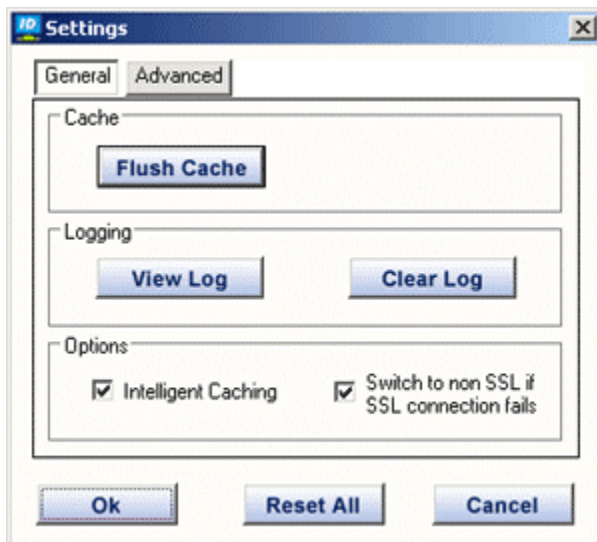 IP Settings
General Advanced
Cache
Flush Cache
Logging
View Log Clear Log
Options
Intelligent Caching
Switch to non SSL if
SSL connection fails
Ok Reset All Cancel